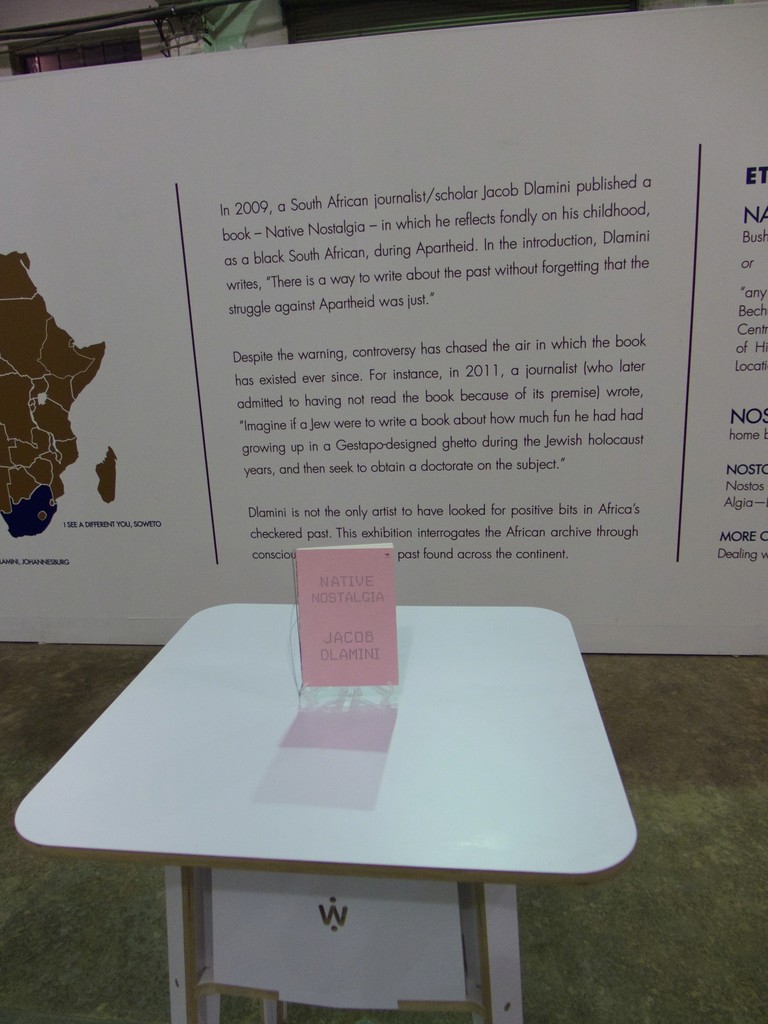 In 2009, a South African journalist/scholar Jacob Dlamini published a
book – Native Nostalgia – in which he reflects fondly on his childhood,
as a black South African, during Apartheid. In the introduction, Dlamini
writes, "There is a way to write about the past without forgetting that the
struggle against Apartheid was just."
Despite the warning, controversy has chased the air in which the book
has existed ever since. For instance, in 2011, a journalist (who later
admitted to having not read the book because of its premise) wrote,
"Imagine if a Jew were to write a book about how much fun he had had
growing up in a Gestapo-designed ghetto during the Jewish holocaust
years, and then seek to obtain a doctorate on the subject."
Dlamini is not the only artist to have looked for positive bits in Africa's
checkered past. This exhibition interrogates the African archive through
past found across the continent.
I SEE A DIFFERENT YOU, SOWETO
JOHANNESBURG
or
"any
of
home
Nostos
MORE
Dealing
NATIVE
NOSTALGIA
JACOB
DLAMINI